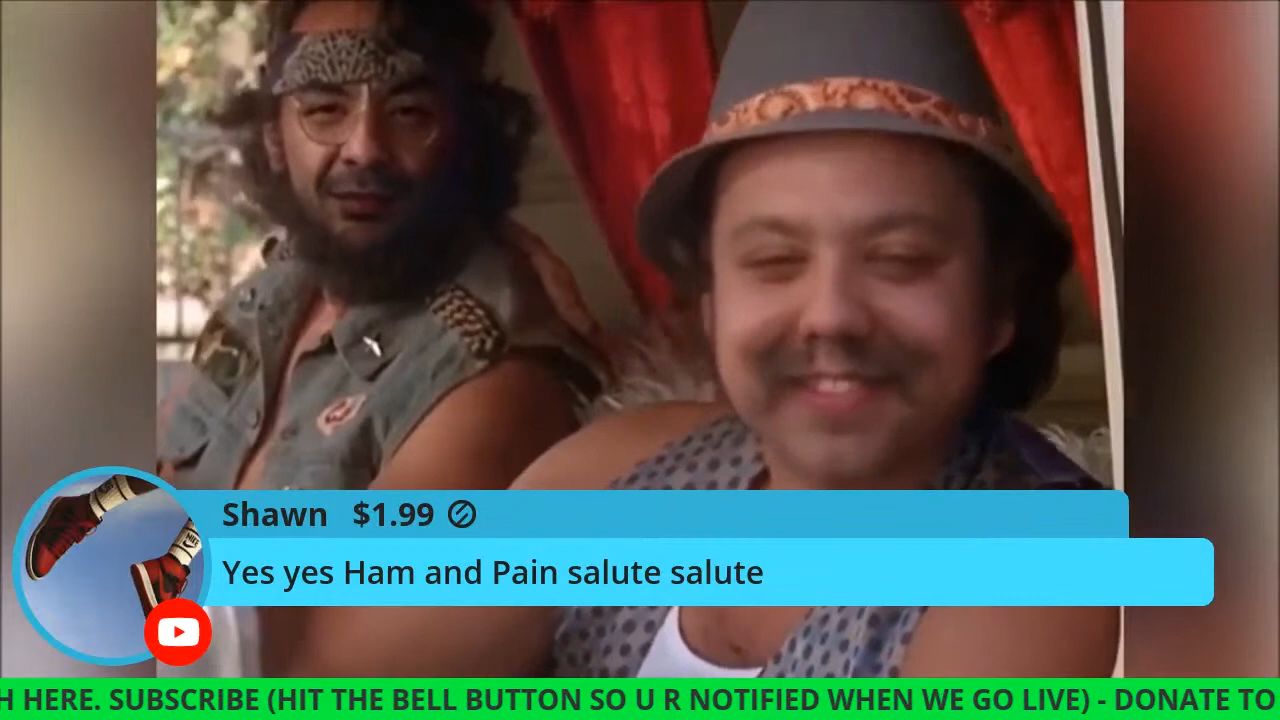 Shawn $1.99
Yes yes Ham and Pain salute salute
NIKE
H HERE. SUBSCRIBE (HIT THE BELL BUTTON SO U R NOTIFIED WHEN WE GO LIVE) - DONATE TO